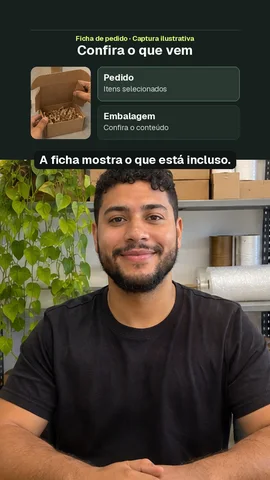 Ficha de pedido · Captura ilustrativa
Confira o que vem
Pedido
Itens selecionados
Embalagem
Confira o conteúdo
A ficha mostra o que está incluso.